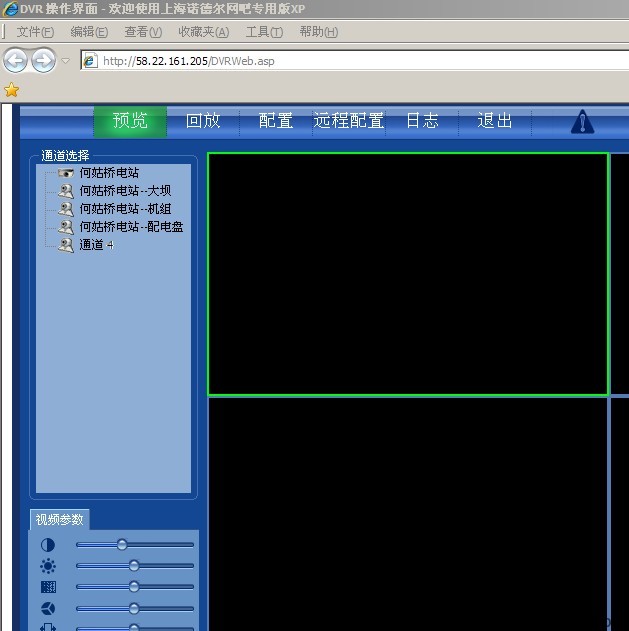 DVR 操作界面 - 欢迎使用上海诺德尔网吧专用版XP
文件(F) 编辑(E) 查看(V) 收藏夹(A) 工具(T) 帮助(H)
http://58.22.161.205/DVRWeb.asp
预览 回放 配置 远程配置 日志 退出
通道选择
何姑桥电站
何姑桥电站--大坝
何姑桥电站--机组
何姑桥电站--配电盘
通道 4
视频参数